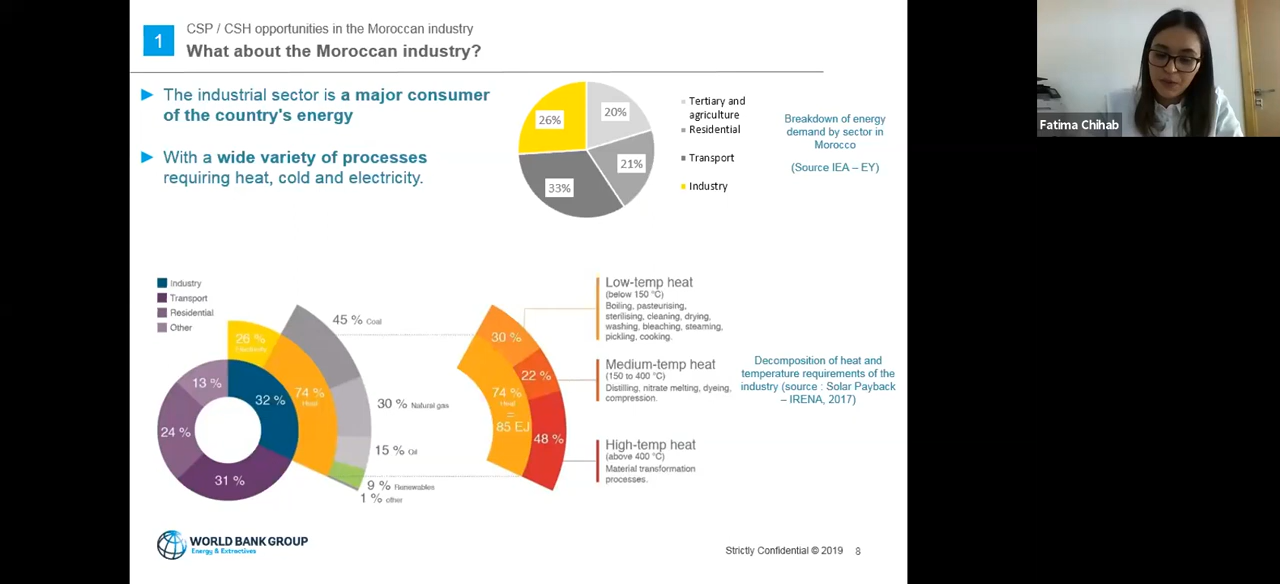 1
CSP / CSH opportunities in the Moroccan industry
What about the Moroccan industry?
The industrial sector is a major consumer
of the country's energy
With a wide variety of processes
requiring heat, cold and electricity.
26%
20%
21%
33%
Tertiary and
agriculture
Residential
Transport
Industry
Breakdown of energy
demand by sector in
Morocco
(Source IEA – EY)
Fatima Chihab
Industry
Transport
Residential
Other
26 %
Electricity
13 %
32 %
24 %
31 %
74 %
Heat
45 % Coal
30 % Natural gas
15 % Oil
9 % Renewables
1 % other
74 %
Heat
=
85 EJ
30 %
22 %
48 %
Low-temp heat
(below 150 °C)
Boiling, pasteurising,
sterilising, cleaning, drying,
washing, bleaching, steaming,
pickling, cooking.
Medium-temp heat
(150 to 400 °C)
Distilling, nitrate melting, dyeing,
compression.
High-temp heat
(above 400 °C)
Material transformation
processes.
Decomposition of heat and
temperature requirements of the
industry (source : Solar Payback
– IRENA, 2017)
WORLD BANK GROUP
Energy & Extractives
Strictly Confidential © 2019 8